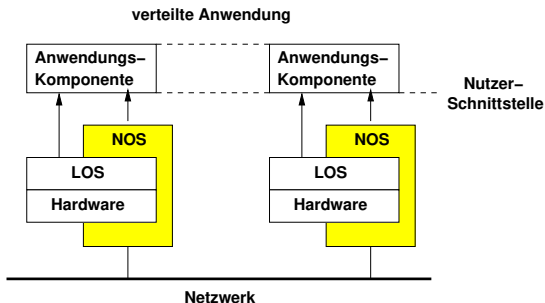 verteilte Anwendung
Anwendungs–
Komponente
Anwendungs–
Komponente
Nutzer–
Schnittstelle
NOS
LOS
Hardware
NOS
LOS
Hardware
Netzwerk